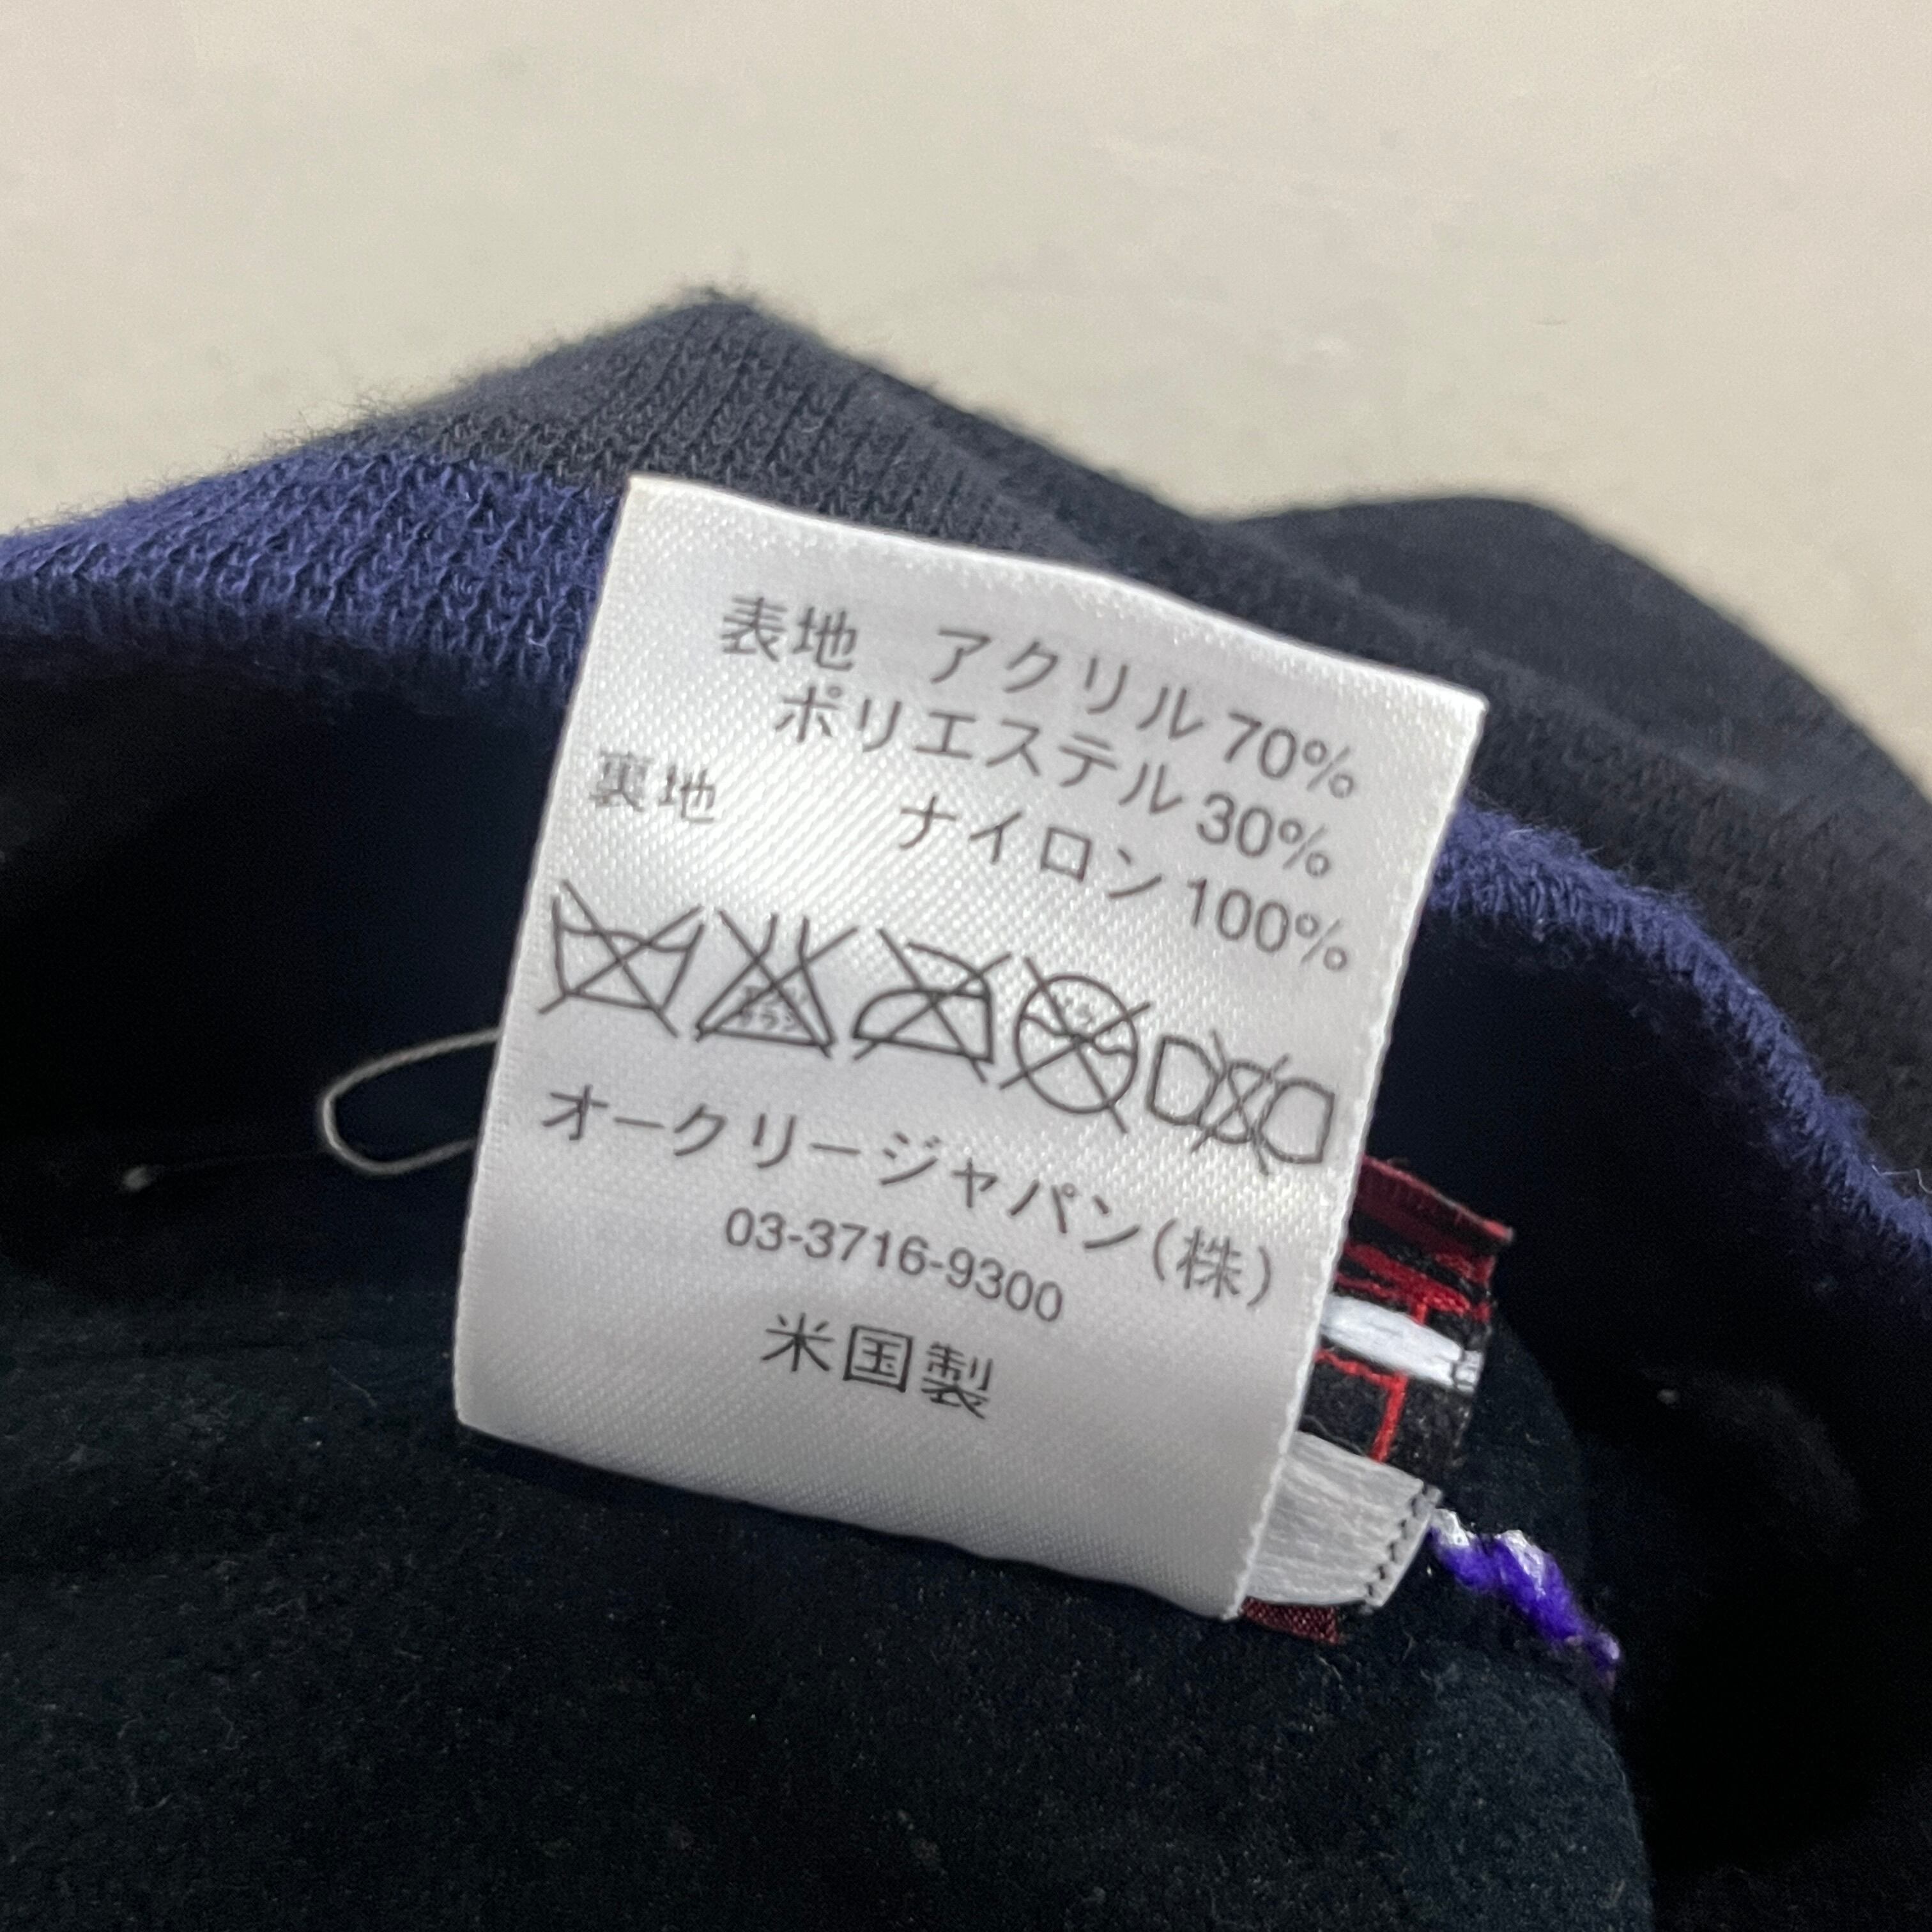 表地 アクリル 70%
ポリエステル 30%
裏地 ナイロン 100%
オークリージャパン(株)
03-3716-9300
米国製